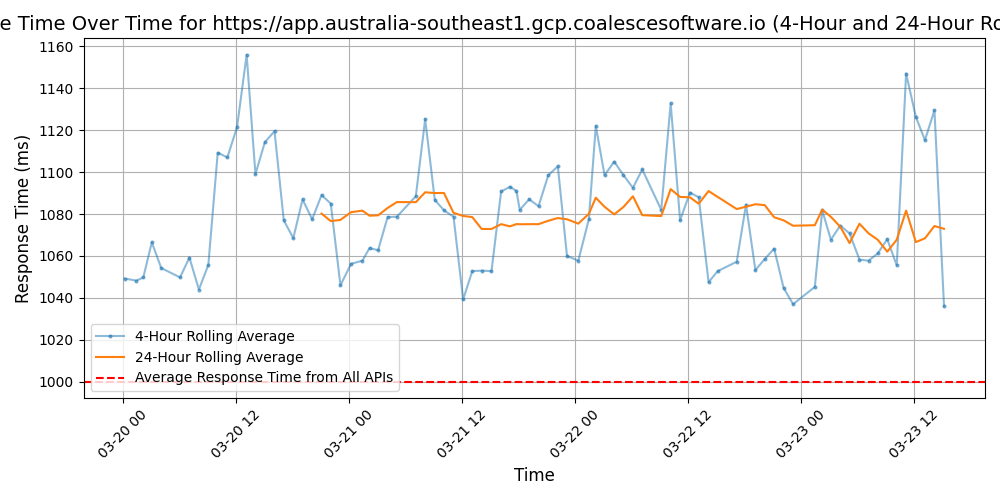 e Time Over Time for https://app.australia-southeast1.gcp.coalescesoftware.io (4-Hour and 24-Hour Ro
Response Time (ms)
1160
1140
1120
1100
1080
1060
1040
1020
1000
4-Hour Rolling Average
24-Hour Rolling Average
Average Response Time from All APIs
03-20 00
03-20 12
03-21 00
03-21 12
03-22 00
03-22 12
03-23 00
03-23 12
Time